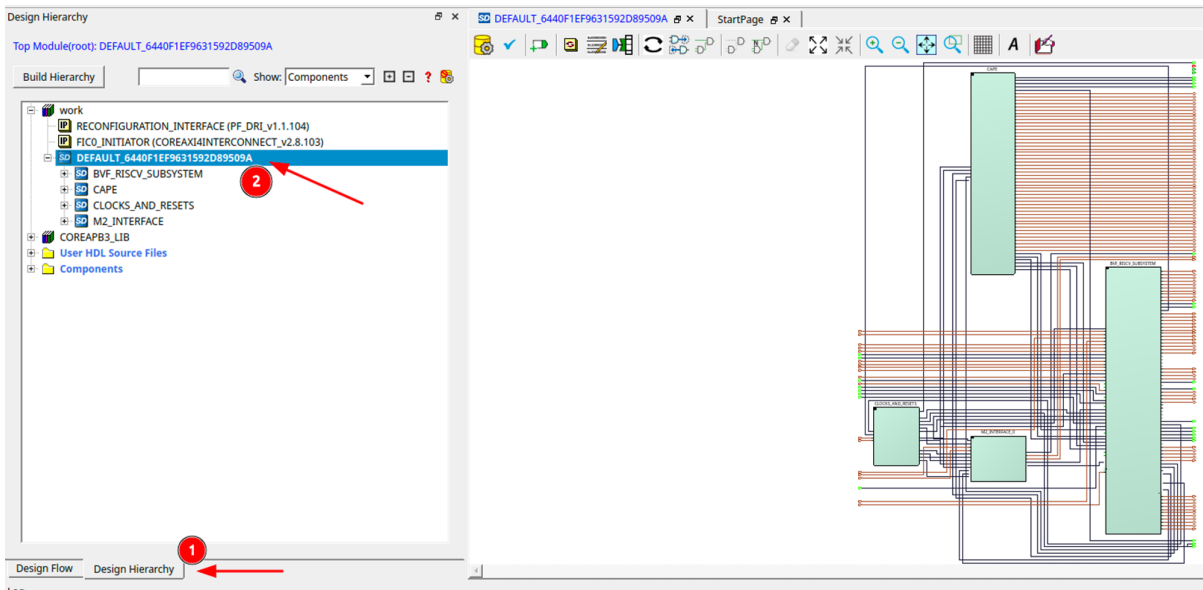 Design Hierarchy
Top Module(root): DEFAULT_6440F1EF9631592D89509A
Build Hierarchy
Show: Components
work
RECONFIGURATION_INTERFACE (PF_DRI_v1.1.104)
FIC0_INITIATOR (COREAXI4INTERCONNECT_v2.8.103)
DEFAULT_6440F1EF9631592D89509A
BVF_RISCV_SUBSYSTEM
CAPE
CLOCKS_AND_RESETS
M2_INTERFACE
COREAPB3_LIB
User HDL Source Files
Components
2
1
Design Flow
Design Hierarchy
DEFAULT_6440F1EF9631592D89509A
StartPage
A
CAPE
BVF_RISCV_SUBSYSTEM
CLOCKS_AND_RESETS
M2_INTERFACE_0